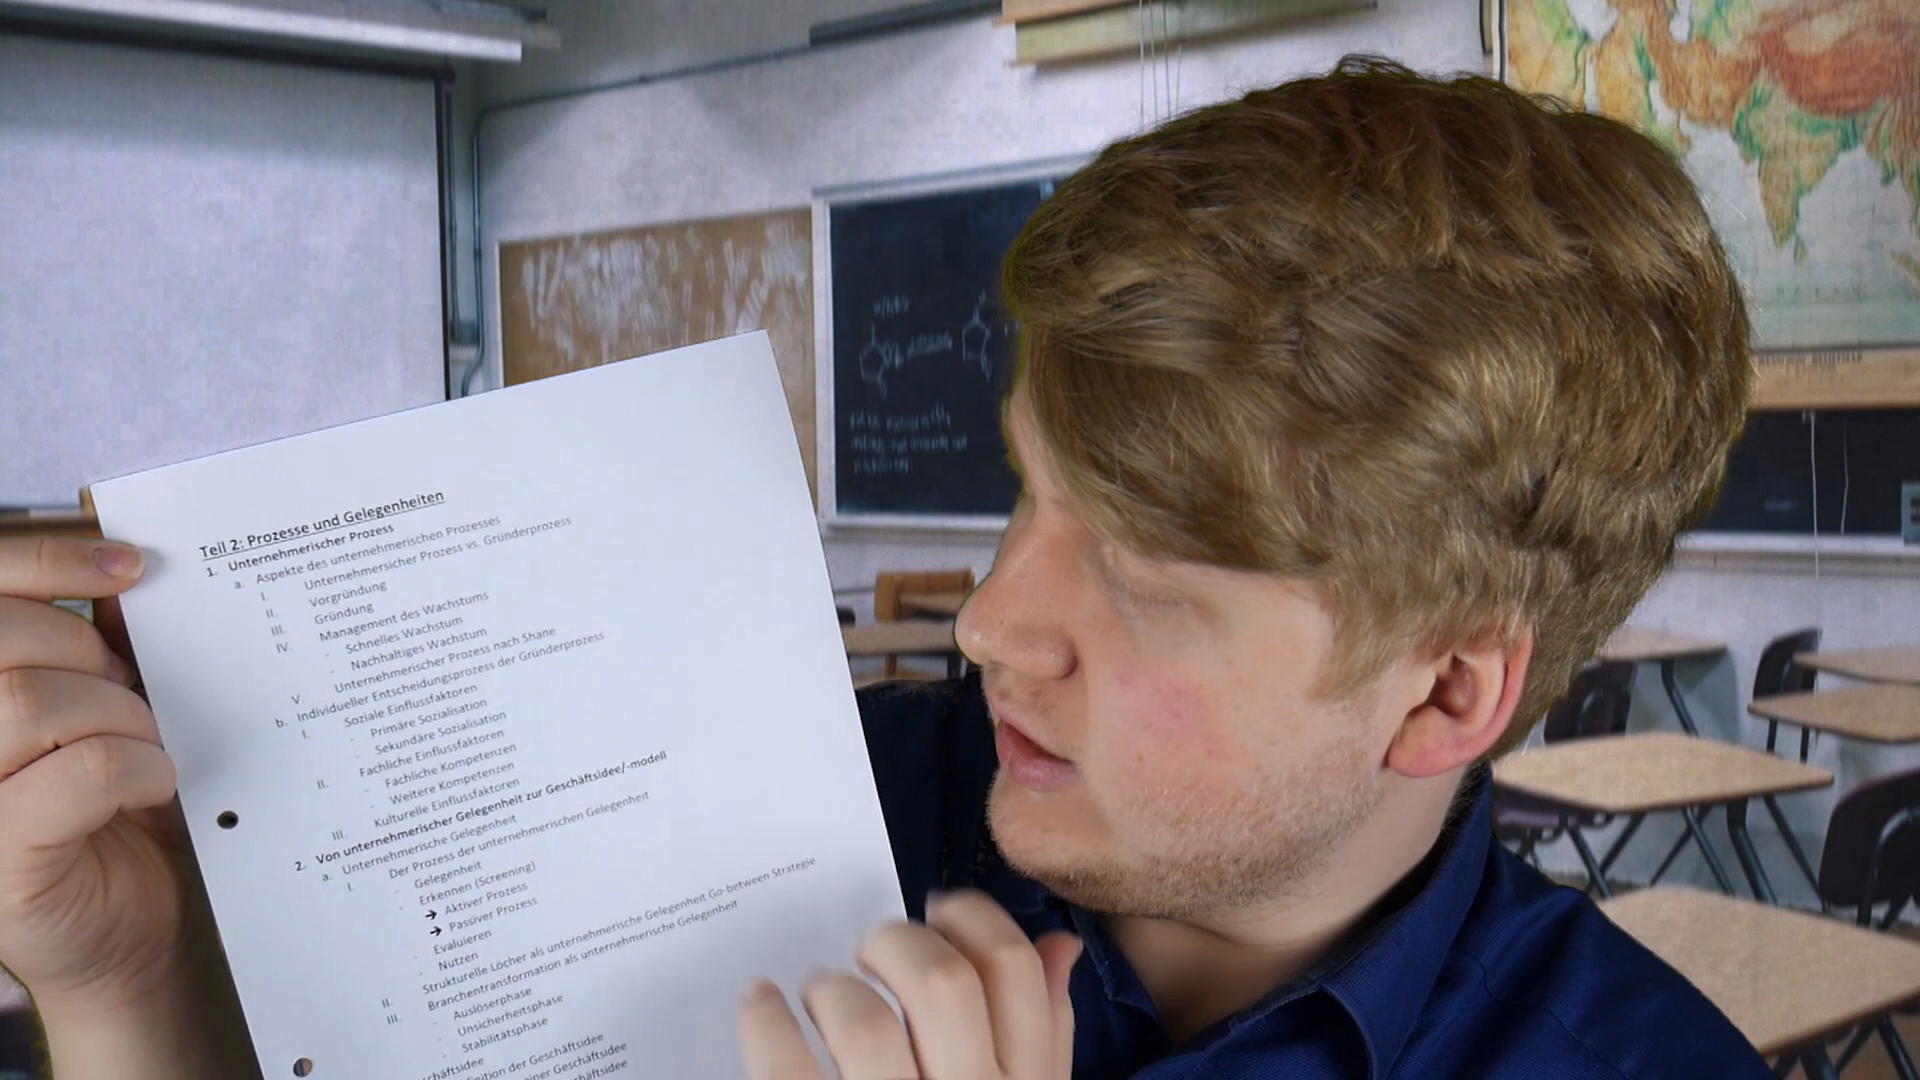 Teil 2: Prozesse und Gelegenheiten
1. Unternehmerischer Prozess
a. Aspekte des unternehmerischen Prozesses
I. Unternehmersicher Prozess vs. Gründerprozess
II. Vorgründung
III. Gründung
IV. Management des Wachstums
- Schnelles Wachstum
- Nachhaltiges Wachstum
V. Unternehmerischer Prozess nach Shane
b. Individueller Entscheidungsprozess der Gründerprozess
I. Soziale Einflussfaktoren
- Primäre Sozialisation
- Sekundäre Sozialisation
II. Fachliche Einflussfaktoren
- Fachliche Kompetenzen
- Weitere Kompetenzen
III. Kulturelle Einflussfaktoren
2. Von unternehmerischer Gelegenheit zur Geschäftsidee/-modell
a. Unternehmerische Gelegenheit
I. Der Prozess der unternehmerischen Gelegenheit
- Gelegenheit
- Erkennen (Screening)
➔ Aktiver Prozess
➔ Passiver Prozess
- Evaluieren
- Nutzen
II. Strukturelle Löcher als unternehmerische Gelegenheit Go-between Strategie
III. Branchentransformation als unternehmerische Gelegenheit
- Auslöserphase
- Unsicherheitsphase
- Stabilitätsphase
der Geschäftsidee
einer Geschäftsidee